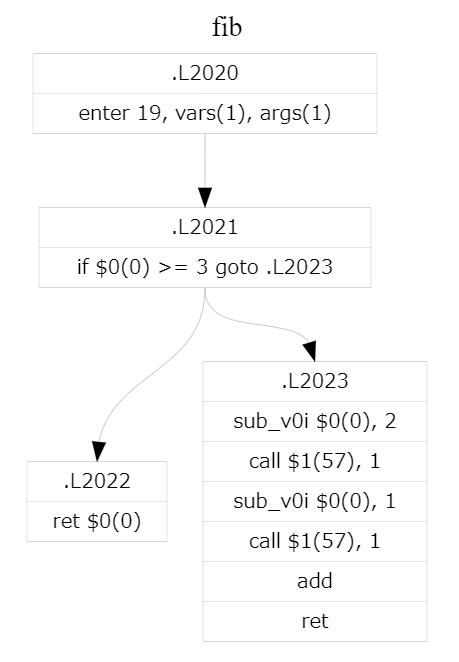 fib
.L2020
enter 19, vars(1), args(1)
.L2021
if $0(0) >= 3 goto .L2023
.L2023
sub_v0i $0(0), 2
call $1(57), 1
sub_v0i $0(0), 1
call $1(57), 1
add
ret
.L2022
ret $0(0)